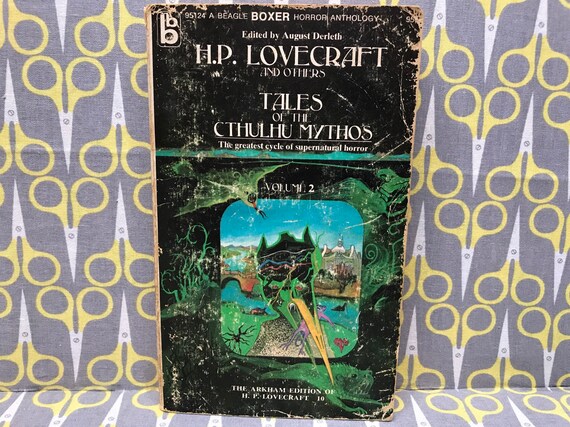 b
95124 A BEAGLE BOXER HORROR ANTHOLOGY
Edited by August Derleth
H.P. LOVECRAFT
AND OTHERS
TALES
OF THE
CTHULHU MYTHOS
The greatest cycle of supernatural horror
VOLUME 2
THE ARKHAM EDITION OF
H. P. LOVECRAFT 10